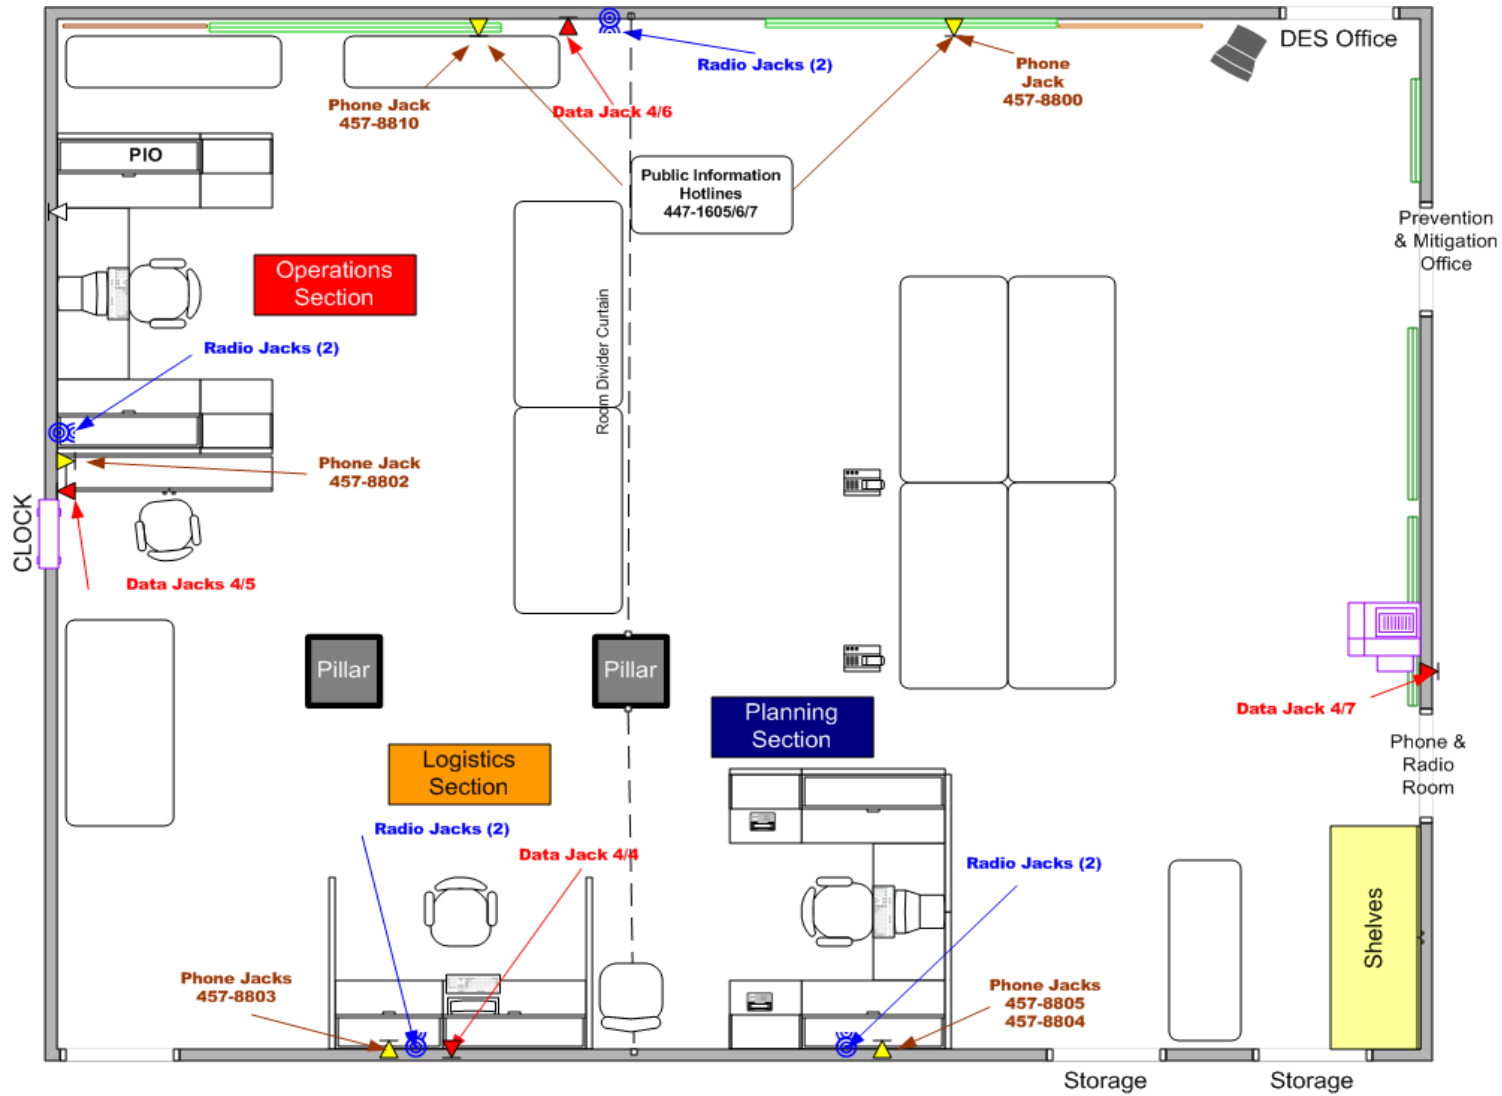 DES Office
Radio Jacks (2)
Phone
Jack
457-8800
Phone Jack
457-8810
Data Jack 4/6
PIO
Public Information
Hotlines
447-1605/6/7
Prevention
& Mitigation
Office
Operations
Section
Room Divider Curtain
Radio Jacks (2)
Phone Jack
457-8802
CLOCK
Data Jacks 4/5
Pillar
Pillar
Data Jack 4/7
Planning
Section
Phone &
Radio
Room
Logistics
Section
Radio Jacks (2)
Data Jack 4/4
Radio Jacks (2)
Shelves
Phone Jacks
457-8803
Phone Jacks
457-8805
457-8804
Storage
Storage